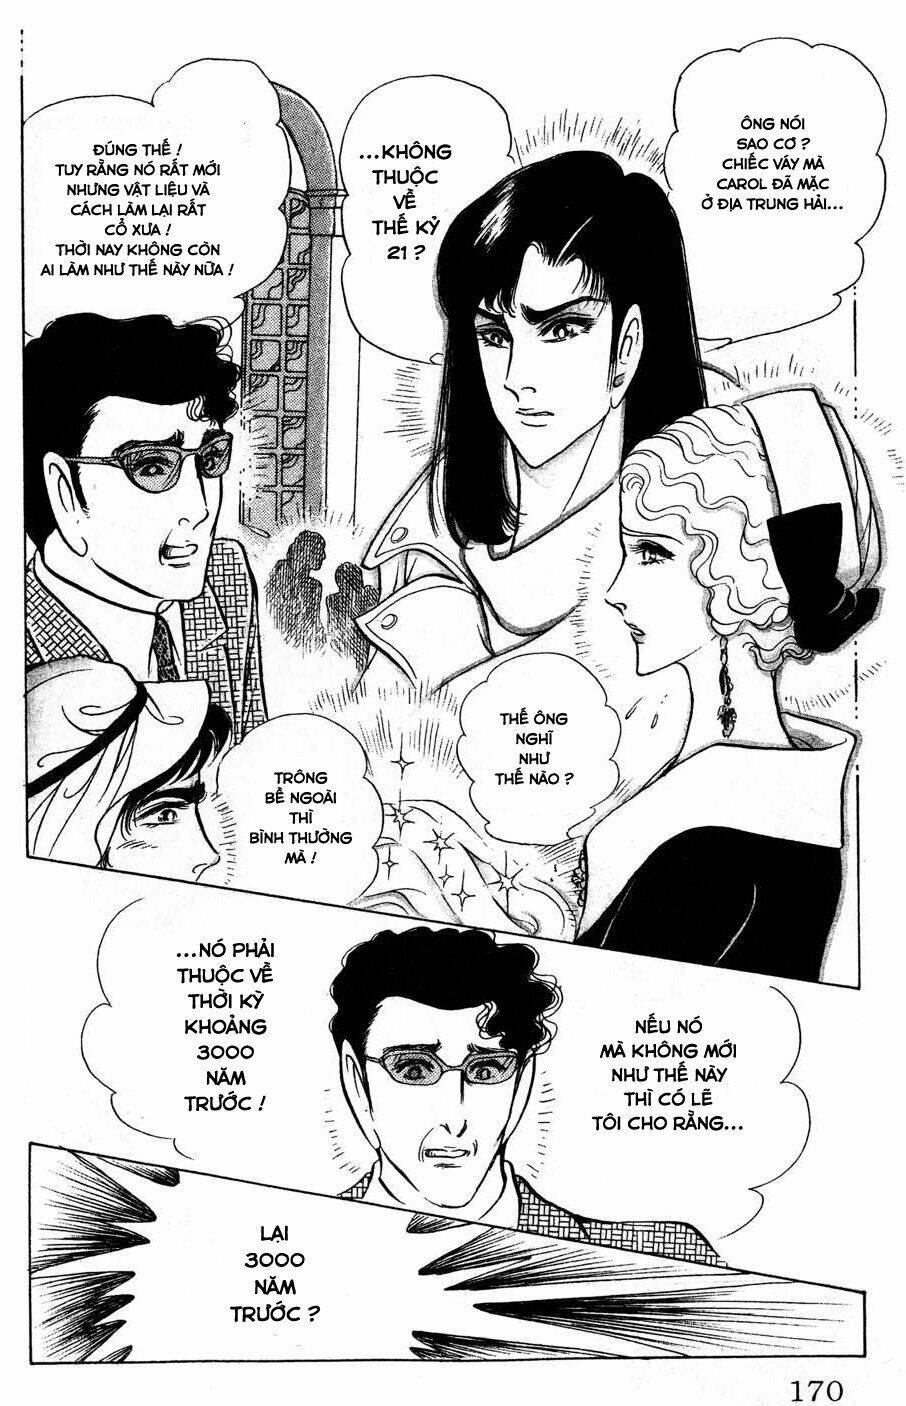 ÔNG NÓI
SAO CƠ ?
CHIẾC VÁY MÀ
CAROL ĐÃ MẶC
Ở ĐỊA TRUNG HẢI...
...KHÔNG
THUỘC
VỀ
THẾ KỶ
21 ?
ĐÚNG THẾ !
TUY RẰNG NÓ RẤT MỚI
NHƯNG VẬT LIỆU VÀ
CÁCH LÀM LẠI RẤT
CỔ XƯA !
THỜI NAY KHÔNG CÒN
AI LÀM NHƯ THẾ NÀY NỮA !
THẾ ÔNG
NGHĨ
NHƯ
THẾ NÀO ?
TRÔNG
BỀ NGOÀI
THÌ
BÌNH THƯỜNG
MÀ !
NẾU NÓ
MÀ KHÔNG MỚI
NHƯ THẾ NÀY
THÌ CÓ LẼ
TÔI CHO RẰNG...
...NÓ PHẢI
THUỘC VỀ
THỜI KỲ
KHOẢNG
3000
NĂM
TRƯỚC !
LẠI
3000
NĂM
TRƯỚC ?
170